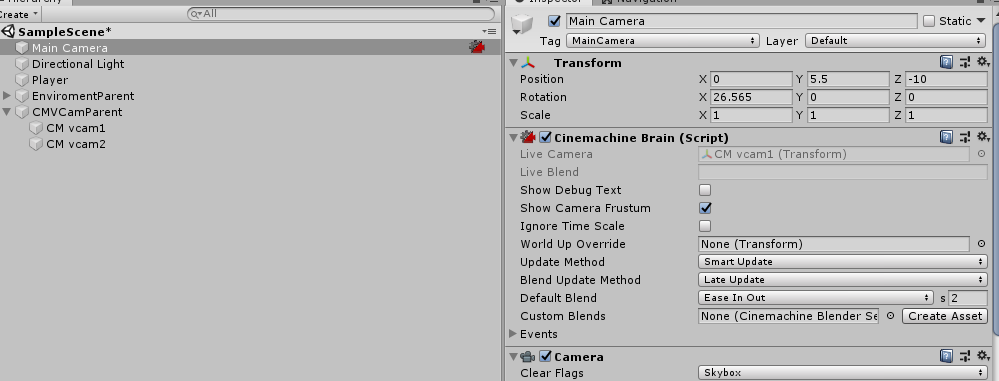 Create
All
SampleScene*
Main Camera
Directional Light
Player
EnviromentParent
CMVCamParent
CM vcam1
CM vcam2
Inspector Navigation
Main Camera Static
Tag MainCamera Layer Default
Transform
Position X 0 Y 5.5 Z -10
Rotation X 26.565 Y 0 Z 0
Scale X 1 Y 1 Z 1
Cinemachine Brain (Script)
Live Camera CM vcam1 (Transform)
Live Blend
Show Debug Text
Show Camera Frustum
Ignore Time Scale
World Up Override None (Transform)
Update Method Smart Update
Blend Update Method Late Update
Default Blend Ease In Out s 2
Custom Blends None (Cinemachine Blender Se Create Asset
Events
Camera
Clear Flags Skybox